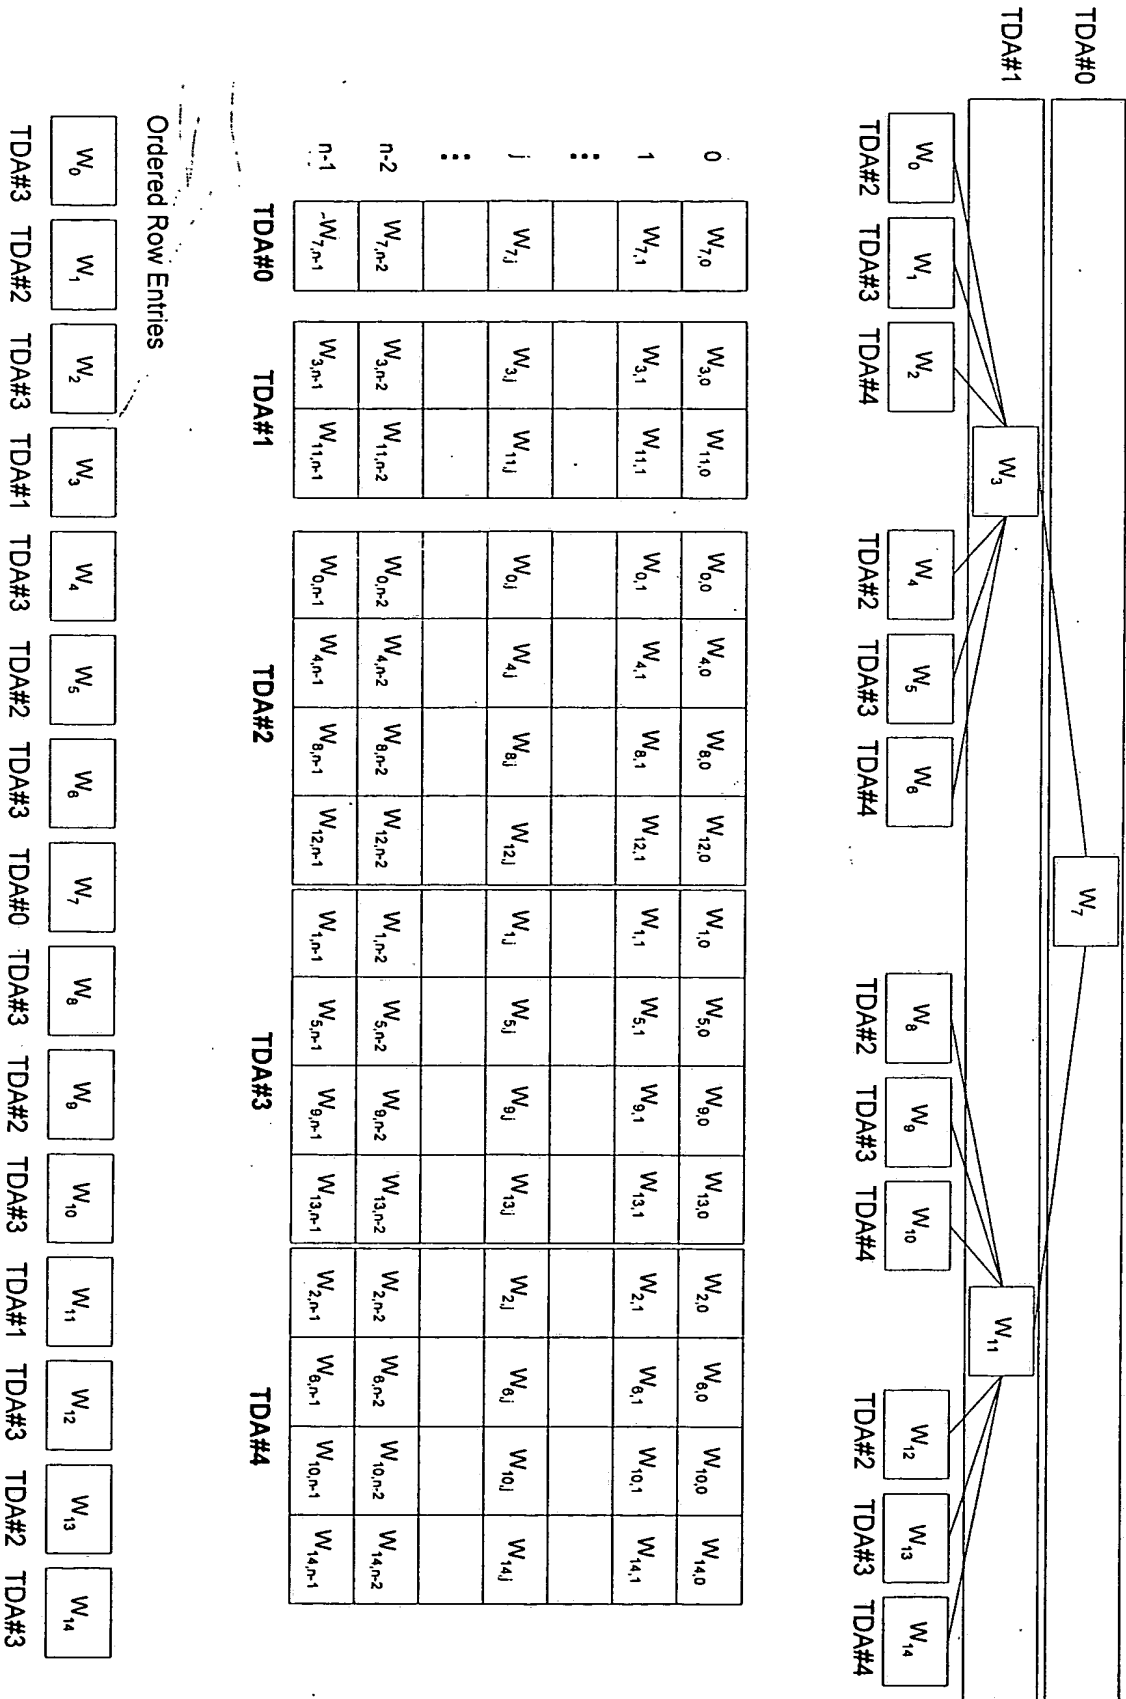 TDA#0 W₇
TDA#1 W₃ W₁₁
W₀ W₁ W₂ W₄ W₅ W₆ W₈ W₉ W₁₀ W₁₂ W₁₃ W₁₄
TDA#2 TDA#3 TDA#4 TDA#2 TDA#3 TDA#4 TDA#2 TDA#3 TDA#4 TDA#2 TDA#3 TDA#4
0 W7,0 W3,0 W11,0 W0,0 W4,0 W8,0 W12,0 W1,0 W5,0 W9,0 W13,0 W2,0 W6,0 W10,0 W14,0
1 W7,1 W3,1 W11,1 W0,1 W4,1 W8,1 W12,1 W1,1 W5,1 W9,1 W13,1 W2,1 W6,1 W10,1 W14,1
⋮
j W7,j W3,j W11,j W0,j W4,j W8,j W12,j W1,j W5,j W9,j W13,j W2,j W6,j W10,j W14,j
⋮
n-2 W7,n-2 W3,n-2 W11,n-2 W0,n-2 W4,n-2 W8,n-2 W12,n-2 W1,n-2 W5,n-2 W9,n-2 W13,n-2 W2,n-2 W6,n-2 W10,n-2 W14,n-2
n-1 W7,n-1 W3,n-1 W11,n-1 W0,n-1 W4,n-1 W8,n-1 W12,n-1 W1,n-1 W5,n-1 W9,n-1 W13,n-1 W2,n-1 W6,n-1 W10,n-1 W14,n-1
TDA#0 TDA#1 TDA#2 TDA#3 TDA#4
Ordered Row Entries
W₀ W₁ W₂ W₃ W₄ W₅ W₆ W₇ W₈ W₉ W₁₀ W₁₁ W₁₂ W₁₃ W₁₄
TDA#3 TDA#2 TDA#3 TDA#1 TDA#3 TDA#2 TDA#3 TDA#0 TDA#3 TDA#2 TDA#3 TDA#1 TDA#3 TDA#2 TDA#3